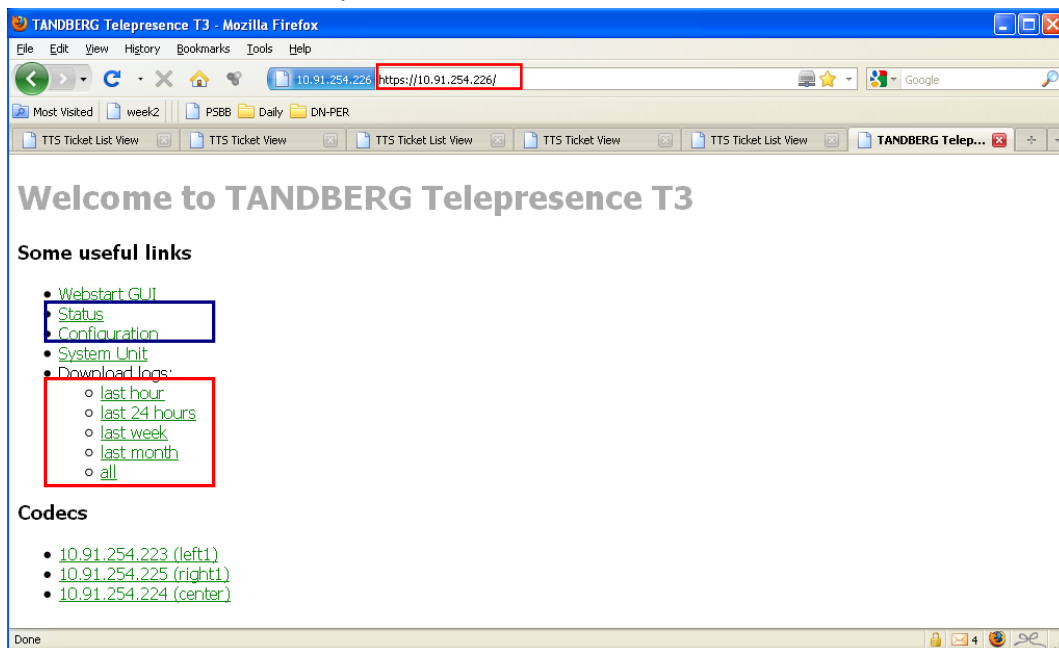 TANDBERG Telepresence T3 - Mozilla Firefox
File Edit View History Bookmarks Tools Help
10.91.254.226 https://10.91.254.226/ Google
Most Visited week2 PSBB Daily DN-PER
TTS Ticket List View TTS Ticket View TTS Ticket List View TTS Ticket View TTS Ticket List View TANDBERG Telep...
Welcome to TANDBERG Telepresence T3
Some useful links
Webstart GUI
Status
Configuration
System Unit
Download logs:
last hour
last 24 hours
last week
last month
all
Codecs
10.91.254.223 (left1)
10.91.254.225 (right1)
10.91.254.224 (center)
Done 4